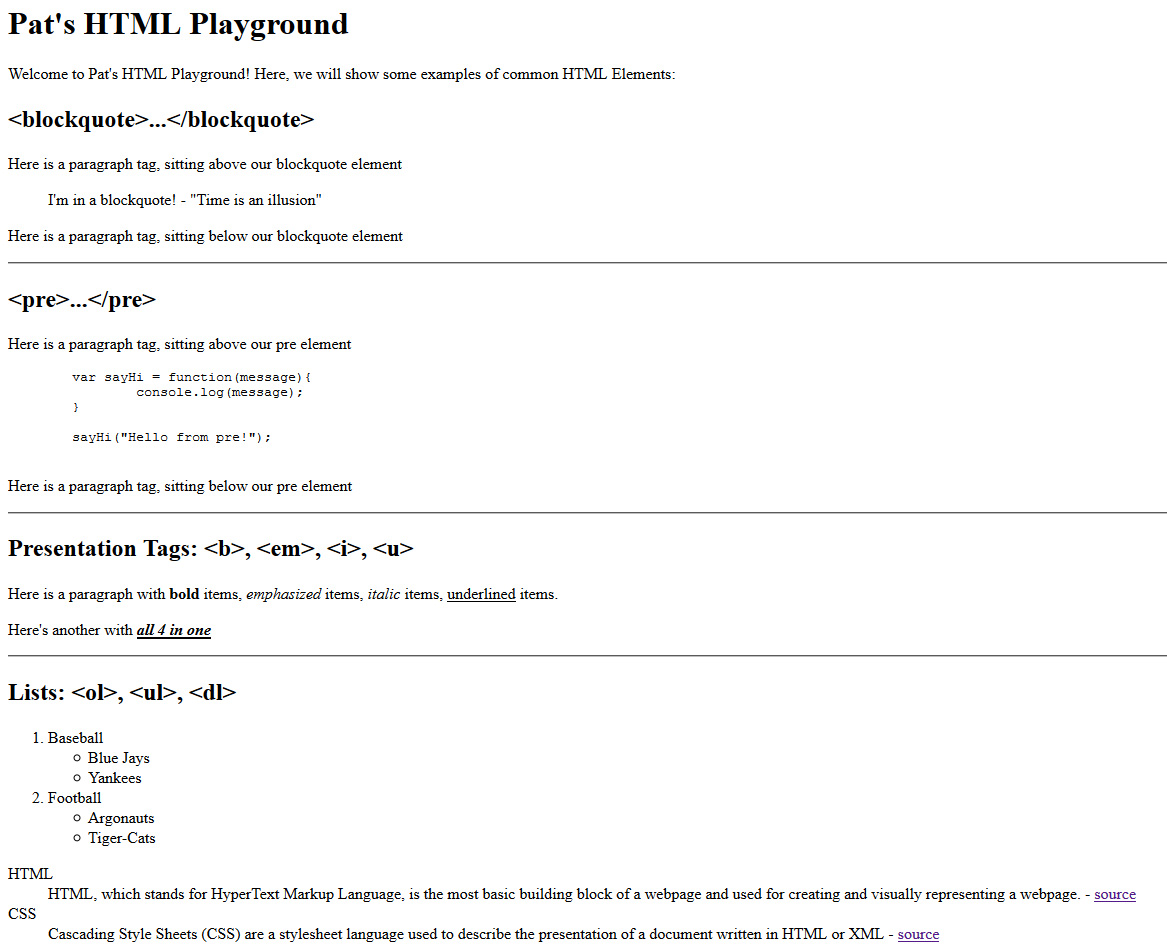 Pat's HTML Playground
Welcome to Pat's HTML Playground! Here, we will show some examples of common HTML Elements:
<blockquote>...</blockquote>
Here is a paragraph tag, sitting above our blockquote element
I'm in a blockquote! - "Time is an illusion"
Here is a paragraph tag, sitting below our blockquote element
<pre>...</pre>
Here is a paragraph tag, sitting above our pre element
var sayHi = function(message){
console.log(message);
}
sayHi("Hello from pre!");
Here is a paragraph tag, sitting below our pre element
Presentation Tags: <b>, <em>, <i>, <u>
Here is a paragraph with bold items, emphasized items, italic items, underlined items.
Here's another with all 4 in one
Lists: <ol>, <ul>, <dl>
1. Baseball
Blue Jays
Yankees
2. Football
Argonauts
Tiger-Cats
HTML
HTML, which stands for HyperText Markup Language, is the most basic building block of a webpage and used for creating and visually representing a webpage. - source
CSS
Cascading Style Sheets (CSS) are a stylesheet language used to describe the presentation of a document written in HTML or XML - source